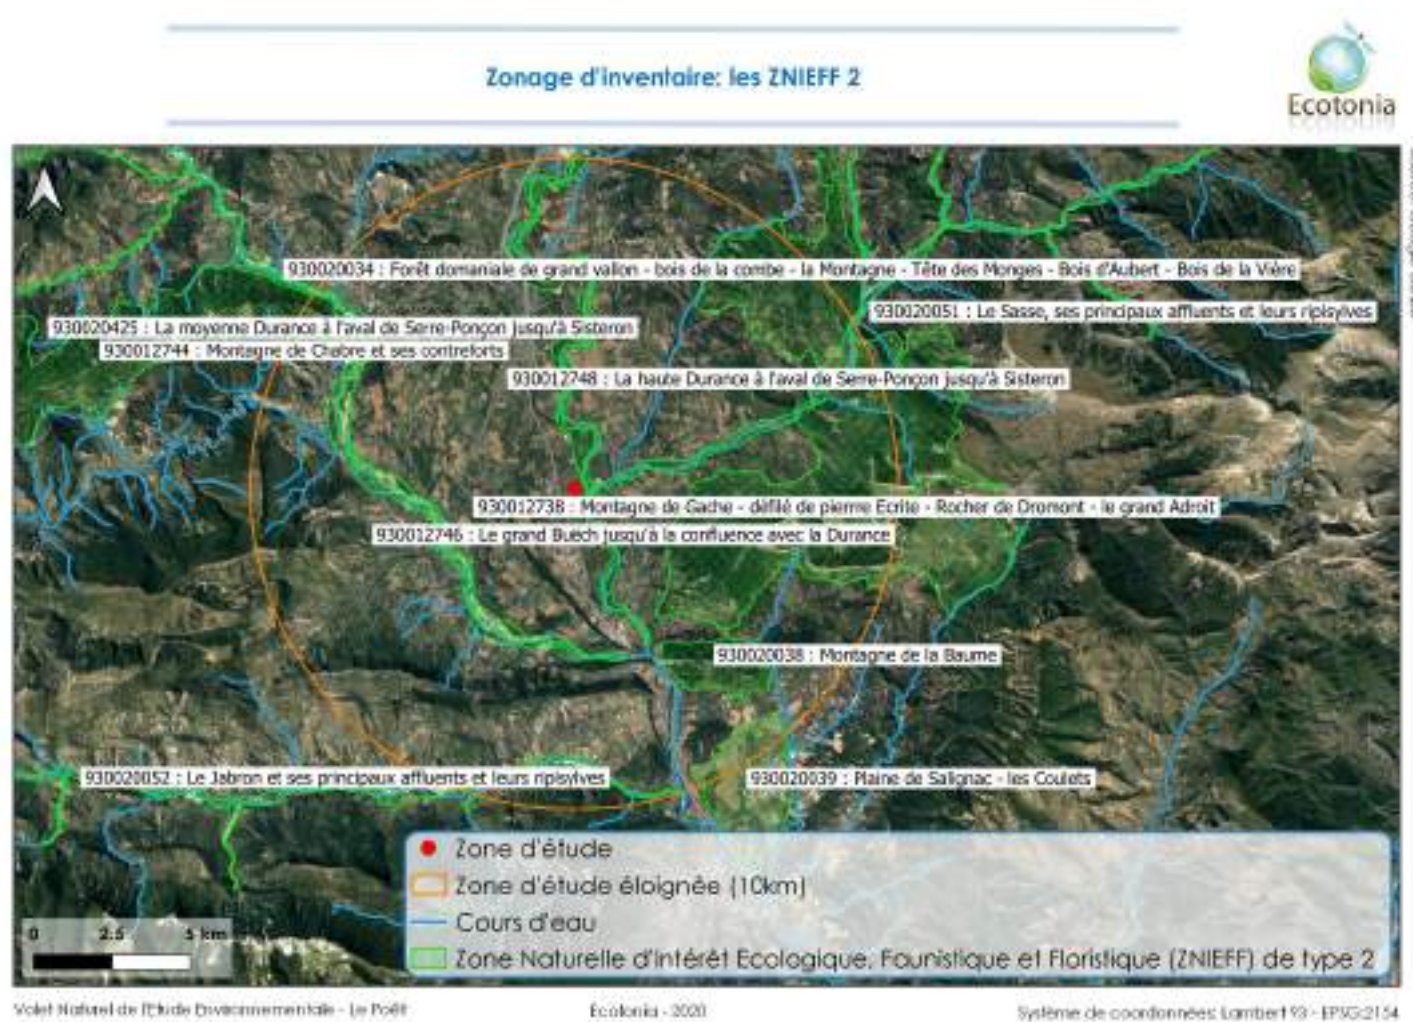 Zonage d'inventaire: les ZNIEFF 2
Ecotonia
930020034 : Forêt domaniale de grand vallon - bois de la combe - la Montagne - Tête des Monges - Bois d'Aubert - Bois de la Vière
930020051 : Le Sasse, ses principaux affluents et leurs ripisylves
930020425 : La moyenne Durance à l'aval de Serre-Ponçon jusqu'à Sisteron
930012744 : Montagne de Chabre et ses contreforts
930012748 : La haute Durance à l'aval de Serre-Ponçon jusqu'à Sisteron
930012738 : Montagne de Gache - défilé de pierrre Ecrite - Rocher de Dromont - le grand Adroit
930012746 : Le grand Buëch jusqu'à la confluence avec la Durance
930020038 : Montagne de la Baume
930020052 : Le Jabron et ses principaux affluents et leurs ripisylves
930020039 : Plaine de Salignac - les Coulets
Zone d'étude
Zone d'étude éloignée (10km)
Cours d'eau
Zone Naturelle d'Intérêt Ecologique, Faunistique et Floristique (ZNIEFF) de type 2
0 2.5 5 km
Volet Naturel de l'Etude Environnementale - Le Poët
Ecotonia - 2020
Système de coordonnées: Lambert 93 - EPSG:2154